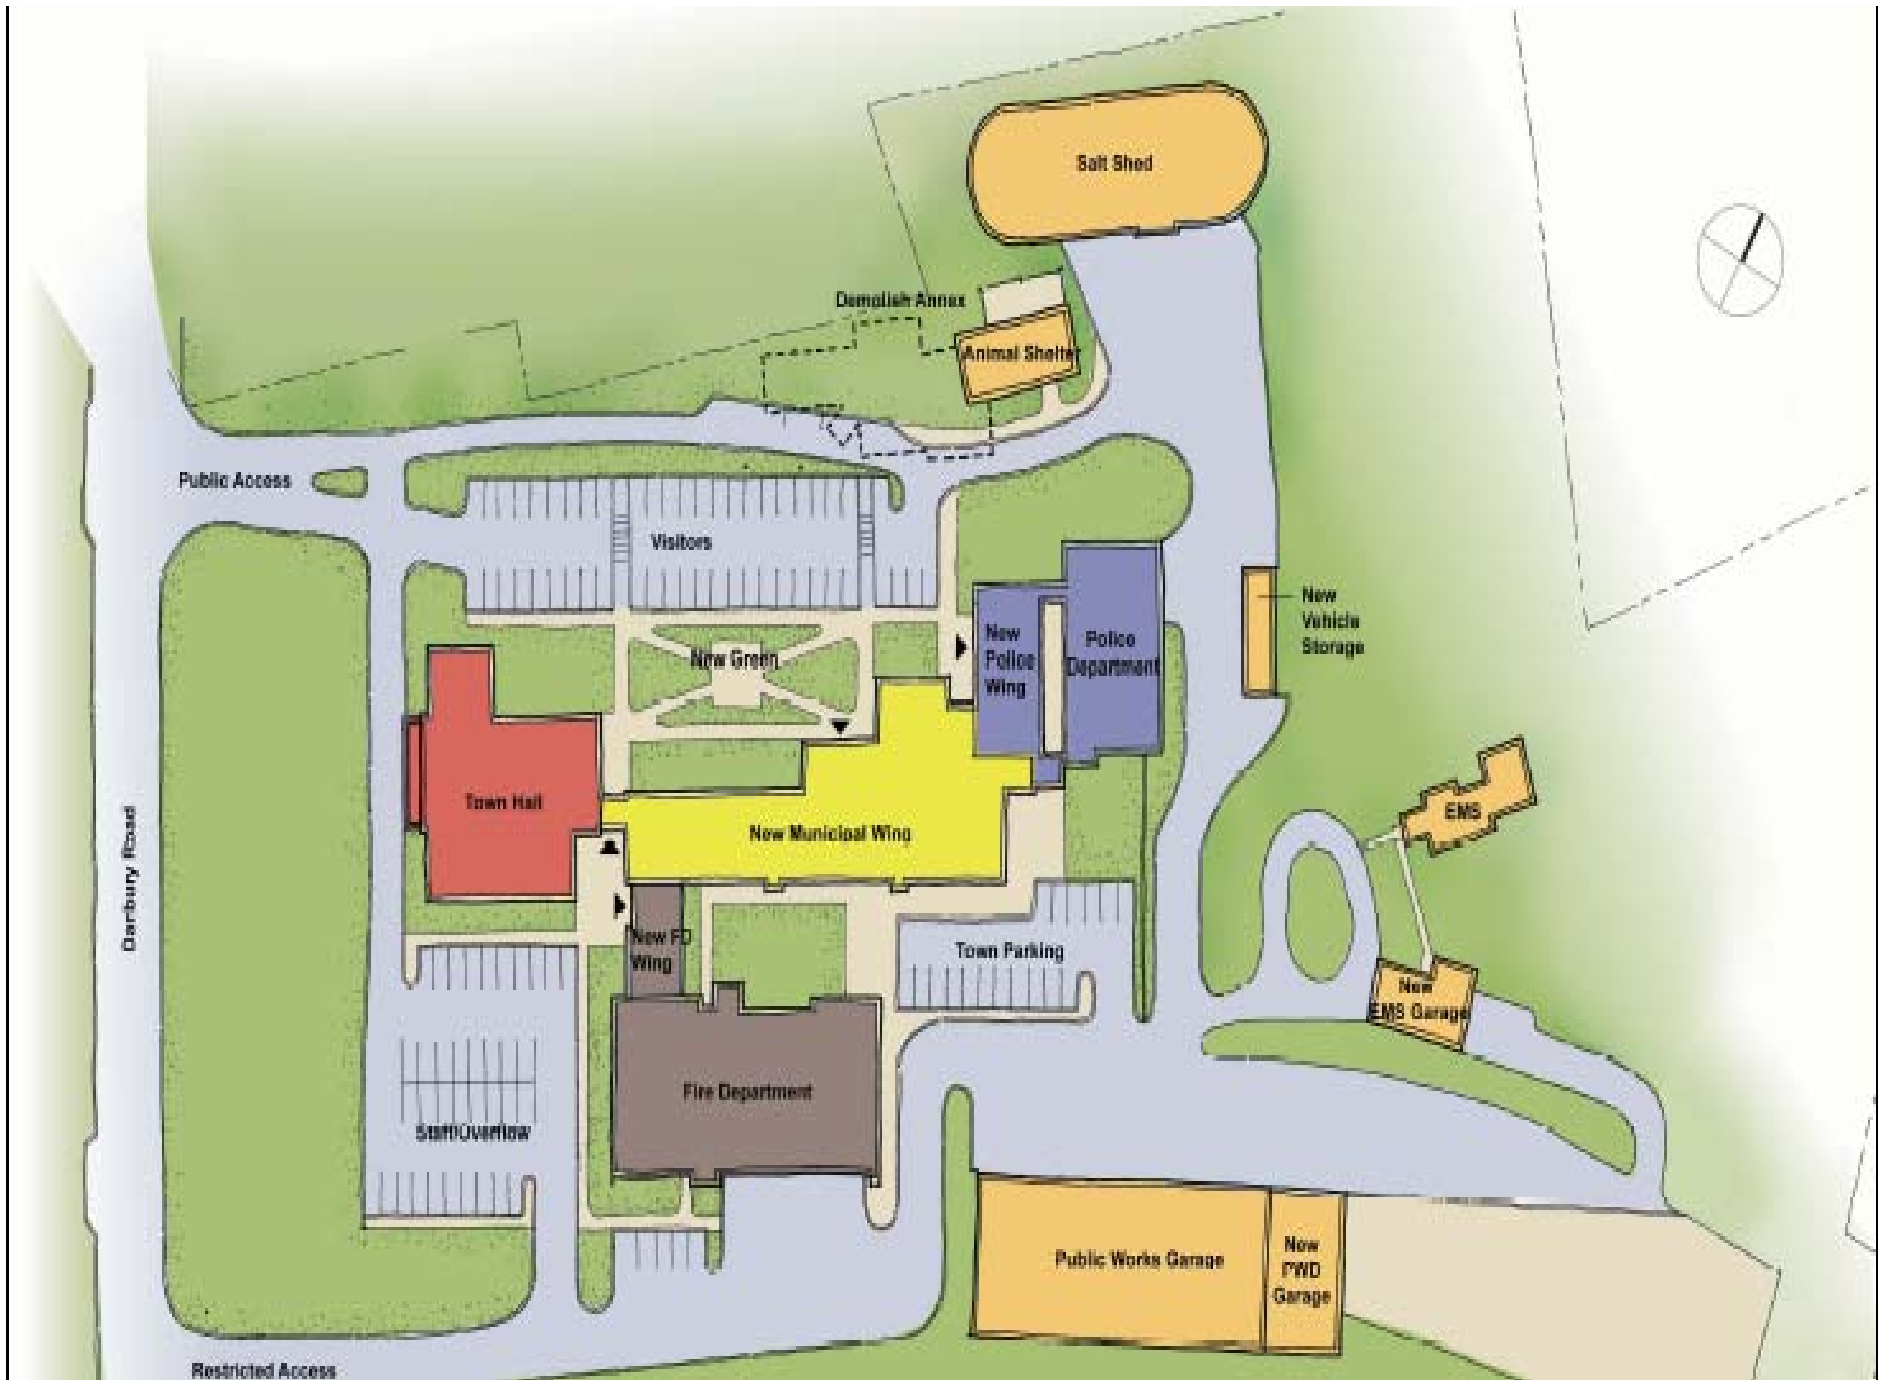 Salt Shed
Demolish Annex
Animal Shelter
Public Access
Visitors
New
Vehicle
Storage
New Green
New
Police
Wing
Police
Department
Town Hall
EMS
New Municipal Wing
Danbury Road
New FD
Wing
Town Parking
New
EMS Garage
Fire Department
Staff/Overflow
Public Works Garage
New
PWD
Garage
Restricted Access